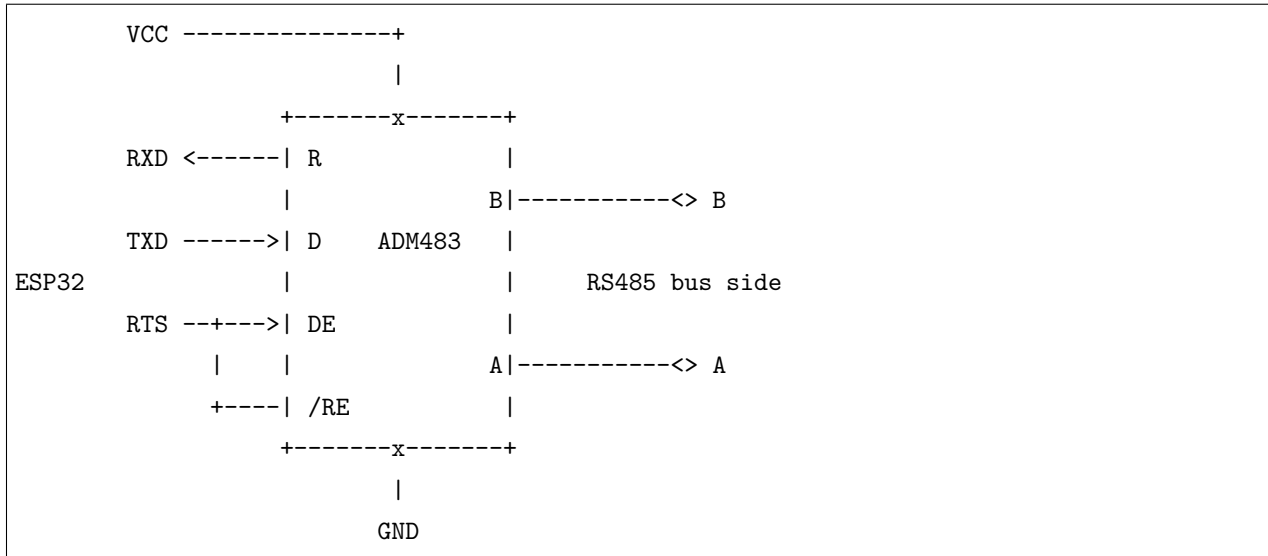 VCC ---------------+
|
+-------x-------+
RXD <------| R |
| B|-----------<> B
TXD ------>| D ADM483 |
ESP32 | | RS485 bus side
RTS --+--->| DE |
| | A|-----------<> A
+----| /RE |
+-------x-------+
|
GND